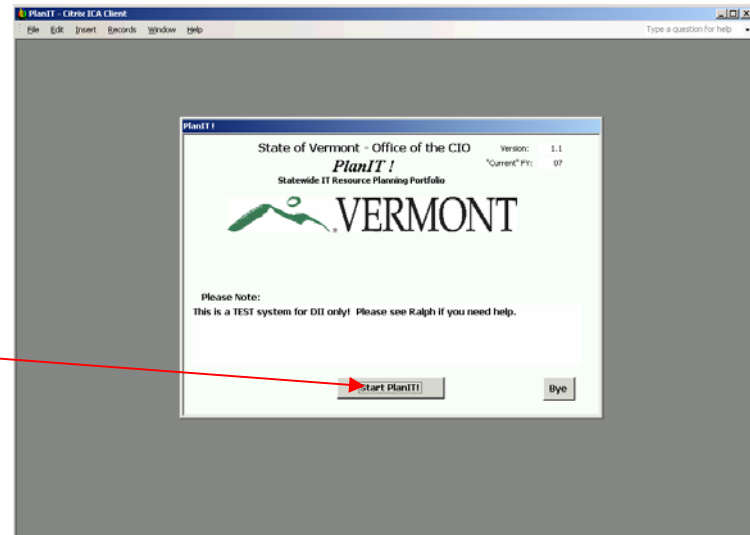 PlanIT - Citrix ICA Client
File Edit Insert Records Window Help Type a question for help
PlanIT !
State of Vermont - Office of the CIO Version: 1.1
PlanIT ! "Current" FY: 07
Statewide IT Resource Planning Portfolio
VERMONT
Please Note:
This is a TEST system for DII only! Please see Ralph if you need help.
Start PlanIT! Bye